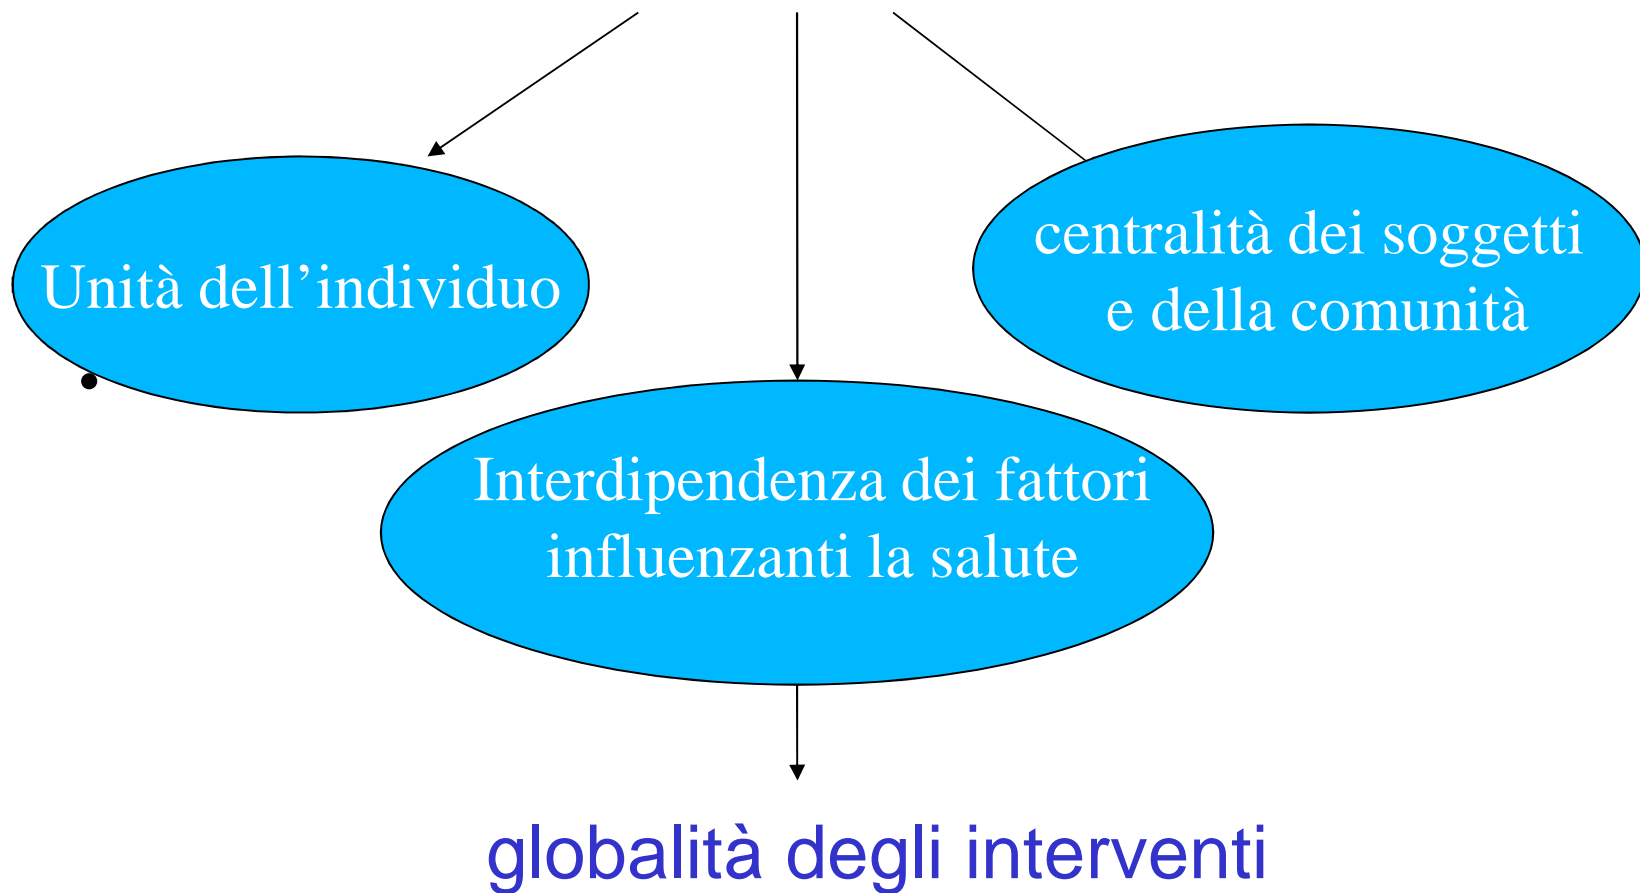 Unità dell’individuo
centralità dei soggetti
e della comunità
Interdipendenza dei fattori
influenzanti la salute
globalità degli interventi